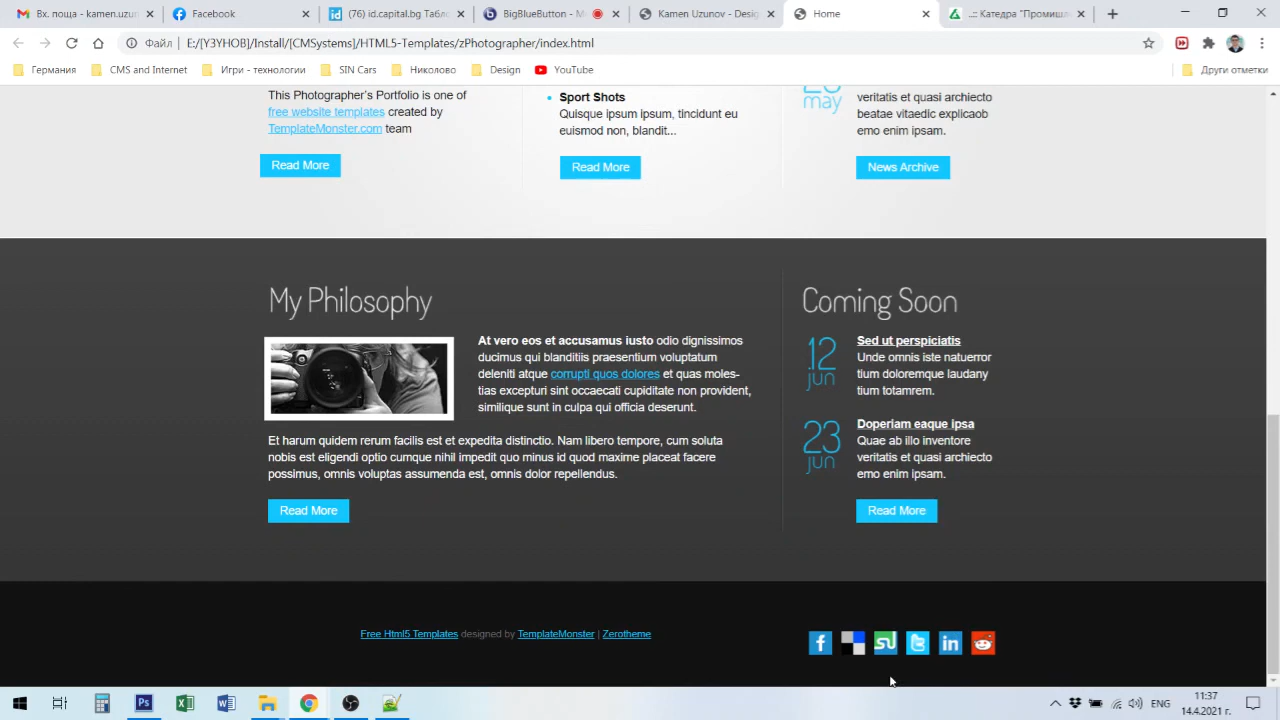 Вх. поща - kamen.uzun
Facebook
(76) id.capital.bg Табло
BigBlueButton - М
Kamen Uzunov - Desig
Home
.:: Катедра "Промишле
Файл
E:/[Y3YHOB]/Install/[CMSystems]/HTML5-Templates/zPhotographer/index.html
Германия
CMS and Internet
Игри - технологии
SIN Cars
Николово
Design
YouTube
Други отметки
This Photographer's Portfolio is one of
free website templates created by
TemplateMonster.com team
Read More
Sport Shots
Quisque ipsum ipsum, tincidunt eu
euismod non, blandit...
Read More
may
veritatis et quasi archiecto
beatae vitaedic explicaob
emo enim ipsam.
News Archive
My Philosophy
At vero eos et accusamus iusto odio dignissimos
ducimus qui blanditiis praesentium voluptatum
deleniti atque corrupti quos dolores et quas moles-
tias excepturi sint occaecati cupiditate non provident,
similique sunt in culpa qui officia deserunt.
Et harum quidem rerum facilis est et expedita distinctio. Nam libero tempore, cum soluta
nobis est eligendi optio cumque nihil impedit quo minus id quod maxime placeat facere
possimus, omnis voluptas assumenda est, omnis dolor repellendus.
Read More
Coming Soon
12
jun
Sed ut perspiciatis
Unde omnis iste natuerror
tium doloremque laudany
tium totamrem.
23
jun
Doperiam eaque ipsa
Quae ab illo inventore
veritatis et quasi archiecto
emo enim ipsam.
Read More
Free Html5 Templates designed by TemplateMonster | Zerotheme
ENG
11:37
14.4.2021 г.